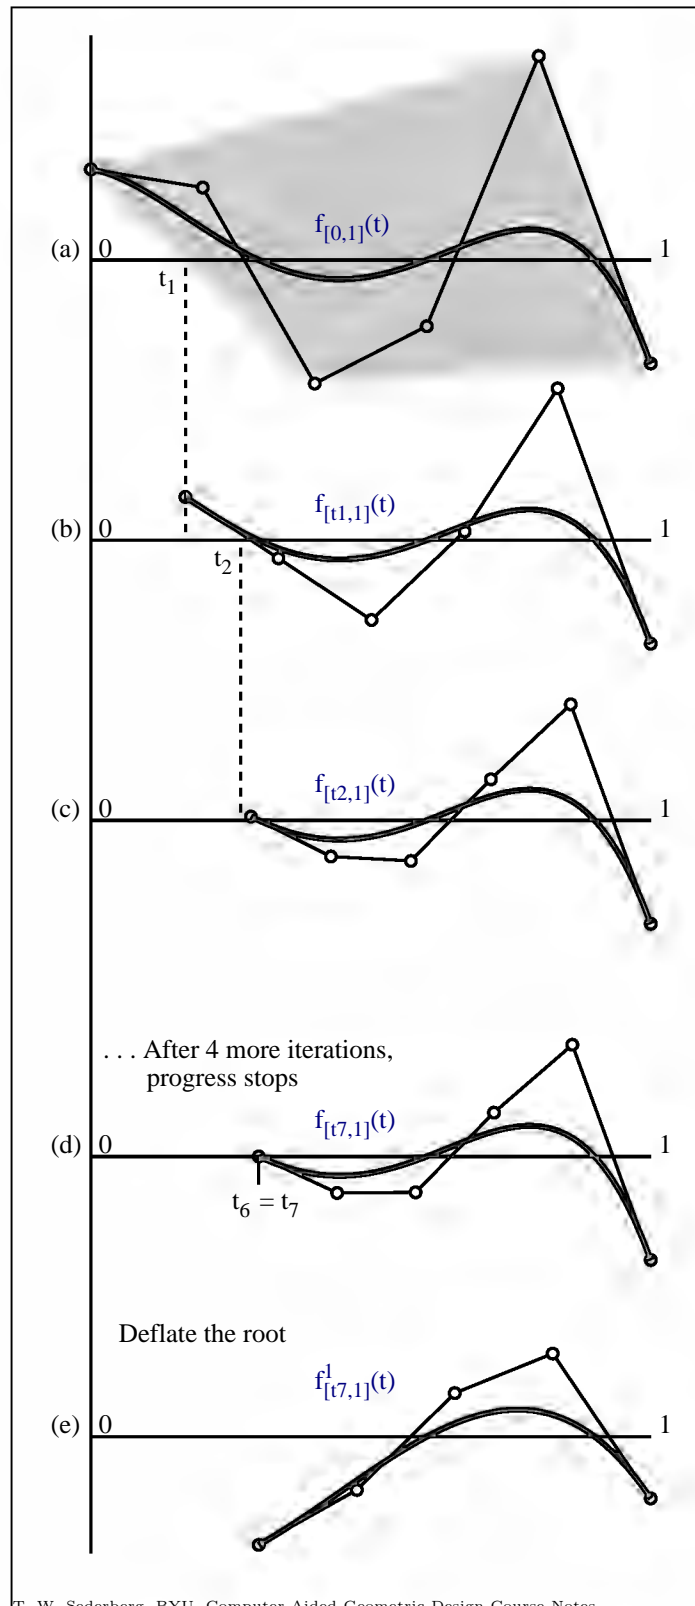 f[0,1](t)
(a) 0 1
t1
f[t1,1](t)
(b) 0 1
t2
f[t2,1](t)
(c) 0 1
. . . After 4 more iterations,
progress stops
f[t7,1](t)
(d) 0 1
t6 = t7
Deflate the root
f1[t7,1](t)
(e) 0 1
T. W. Sederberg, BYU, Computer Aided Geometric Design Course Notes